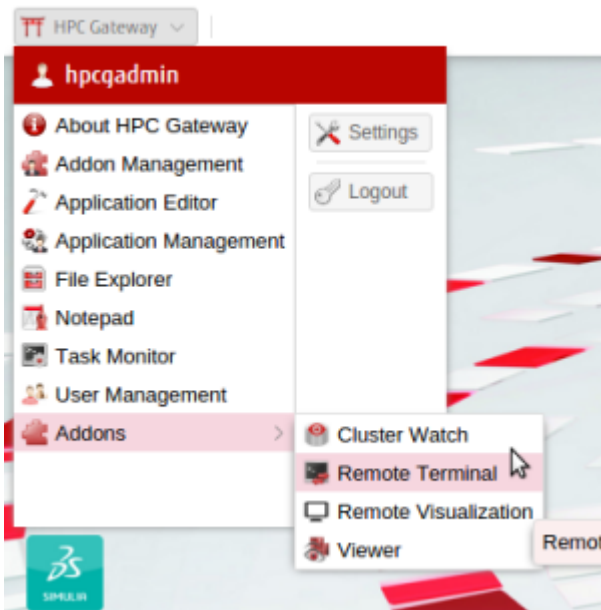 HPC Gateway
hpcgadmin
About HPC Gateway
Addon Management
Application Editor
Application Management
File Explorer
Notepad
Task Monitor
User Management
Addons
Settings
Logout
Cluster Watch
Remote Terminal
Remote Visualization
Viewer
Remot
SIMULIA